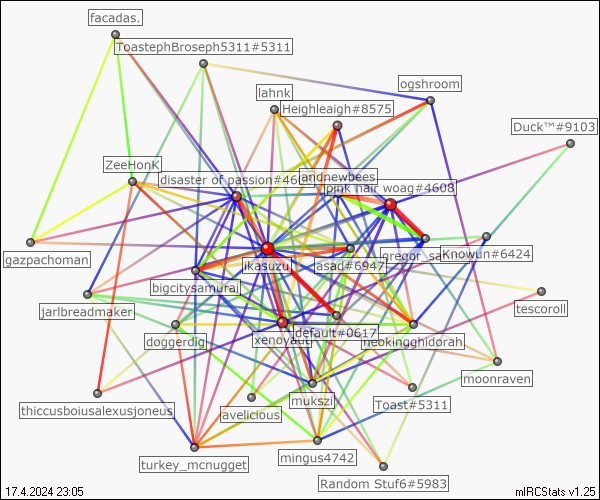 facadas.
ToastephBroseph5311#5311
ogshroom
lahnk
Heighleaigh#8575
Duck™#9103
ZeeHonk
andnewbees
disaster of passion#46
pink hair woag#4608
gazpachoman
ikasuzu
asad#6947
Knowun#6424
bigcitysamurai
tescoroll
jarlbreadmaker
default#0617
doggerdig
xenoyaut
neokingghidorah
moonraven
mukszi
Toast#5311
thiccusboiusalexusjoneus
avelicious
mingus4742
turkey_mcnugget
Random Stuf6#5983
17.4.2024 23:05
mIRCStats v1.25